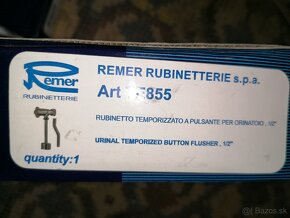 Remer
RUBINETTERIE
REMER RUBINETTERIE s.p.a.
Art
RUBINETTO TEMPORIZZATO A PULSANTE PER ORINATOIO . 1/2"
URINAL TEMPORIZED BUTTON FLUSHER . 1/2"
quantity:1
Bazos.sk